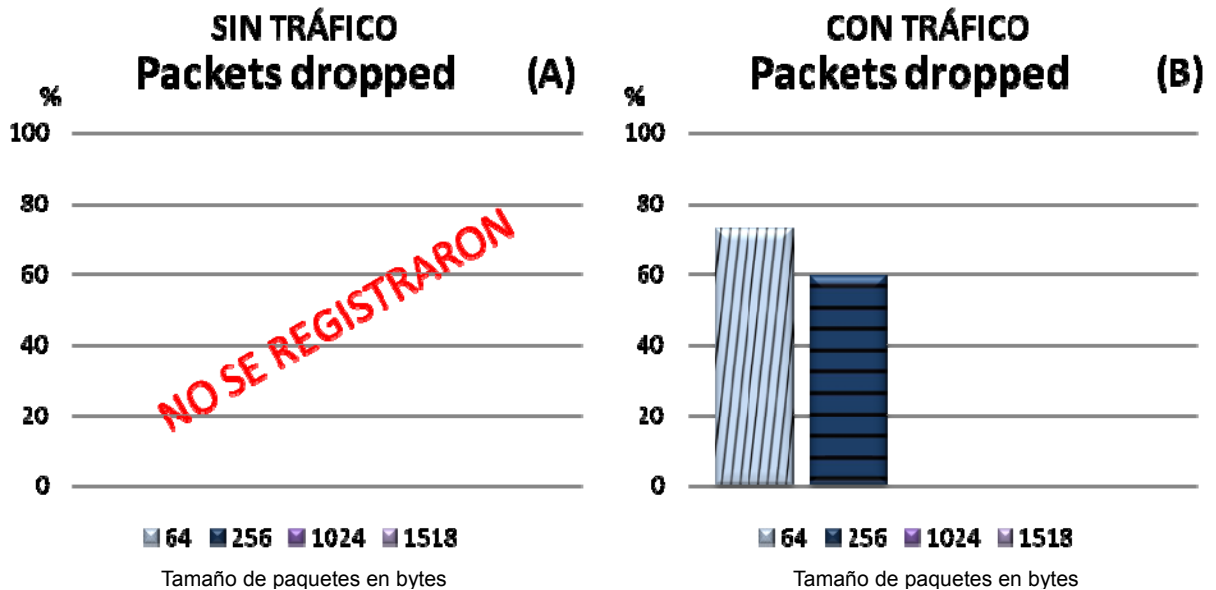 SIN TRÁFICO
Packets dropped (A)
%
100
80
60
40
20
0
NO SE REGISTRARON
64 256 1024 1518
Tamaño de paquetes en bytes
CON TRÁFICO
Packets dropped (B)
%
100
80
60
40
20
0
64 256 1024 1518
Tamaño de paquetes en bytes